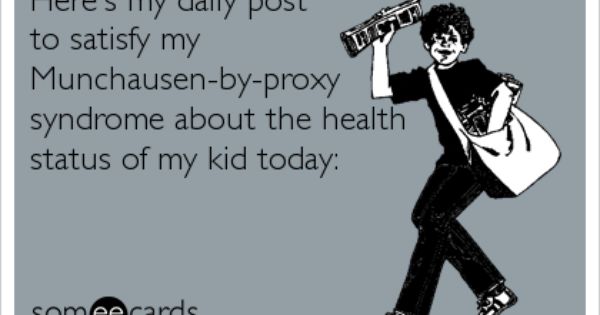 Here's my daily post
to satisfy my
Munchausen-by-proxy
syndrome about the health
status of my kid today:
someecards